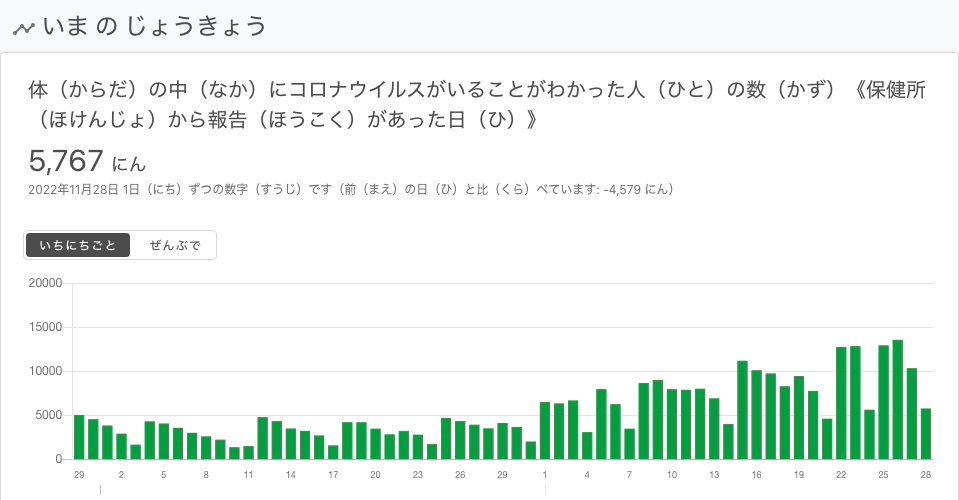 いま の じょうきょう
体（からだ）の中（なか）にコロナウイルスがいることがわかった人（ひと）の数（かず）《保健所
（ほけんじょ）から報告（ほうこく）があった日（ひ）》
5,767 にん
2022年11月28日 1日（にち）ずつの数字（すうじ）です（前（まえ）の日（ひ）と比（くら）べています: -4,579 にん）
いちにちごと ぜんぶで
20000
15000
10000
5000
0
29 2 5 8 11 14 17 20 23 26 29 1 4 7 10 13 16 19 22 25 28